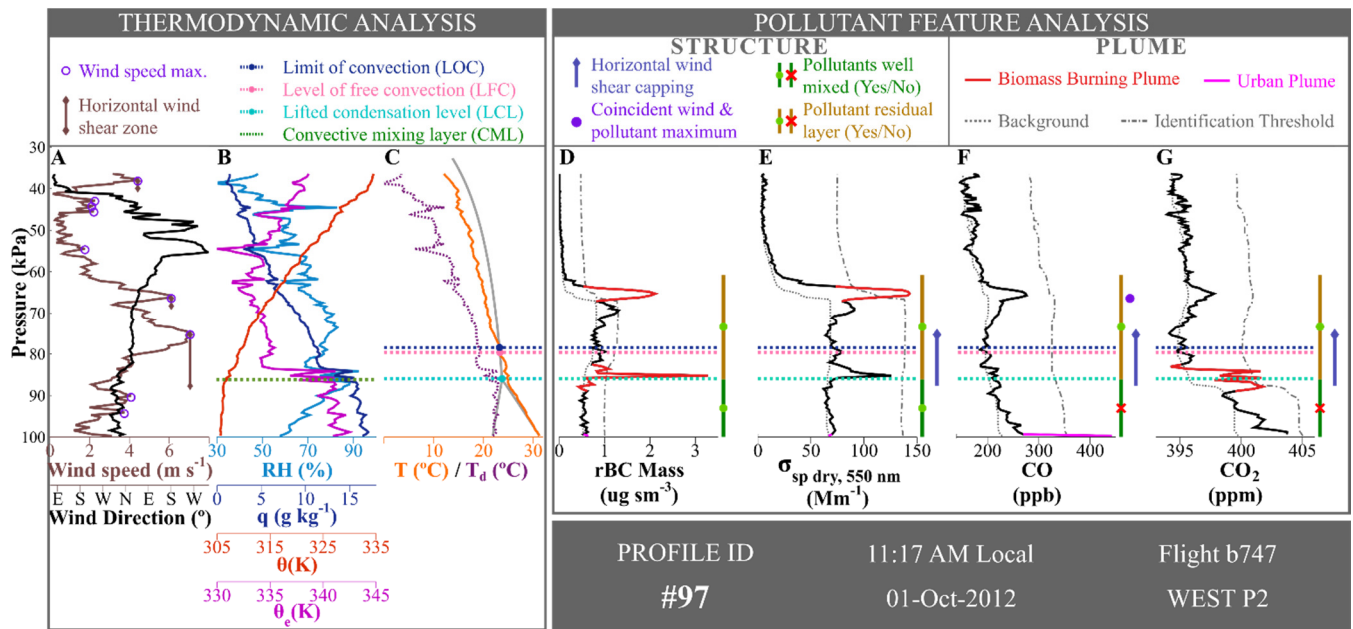 THERMODYNAMIC ANALYSIS
Wind speed max.
Horizontal wind
shear zone
Limit of convection (LOC)
Level of free convection (LFC)
Lifted condensation level (LCL)
Convective mixing layer (CML)
POLLUTANT FEATURE ANALYSIS
STRUCTURE
PLUME
Horizontal wind
shear capping
Coincident wind &
pollutant maximum
Pollutants well
mixed (Yes/No)
Pollutant residual
layer (Yes/No)
Biomass Burning Plume
Urban Plume
Background
Identification Threshold
Pressure (kPa)
30
40
50
60
70
80
90
100
A
0 2 4 6
Wind speed (m s⁻¹)
E S W N E S W
Wind Direction (º)
B
30 50 70 90
RH (%)
0 5 10 15
q (g kg⁻¹)
305 315 325 335
θ(K)
330 335 340 345
θₑ(K)
C
0 10 20 30
T (ºC) / T_d (ºC)
D
0 1 2 3
rBC Mass
(ug sm⁻³)
E
0 50 100 150
σ sp dry, 550 nm
(Mm⁻¹)
F
200 300 400
CO
(ppb)
G
395 400 405
CO₂
(ppm)
PROFILE ID
#97
11:17 AM Local
01-Oct-2012
Flight b747
WEST P2